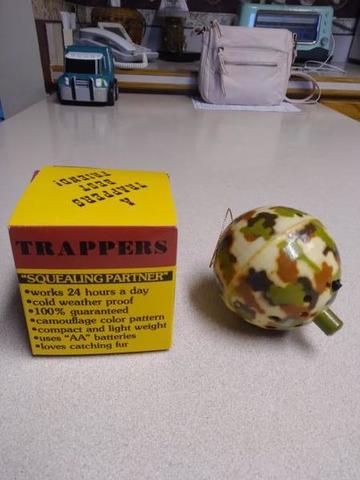 A
TRAPPERS
BEST
FRIEND!
TRAPPERS
"SQUEALING PARTNER"
•works 24 hours a day
•cold weather proof
•100% guaranteed
•camouflage color pattern
•compact and light weight
•uses "AA" batteries
•loves catching fur